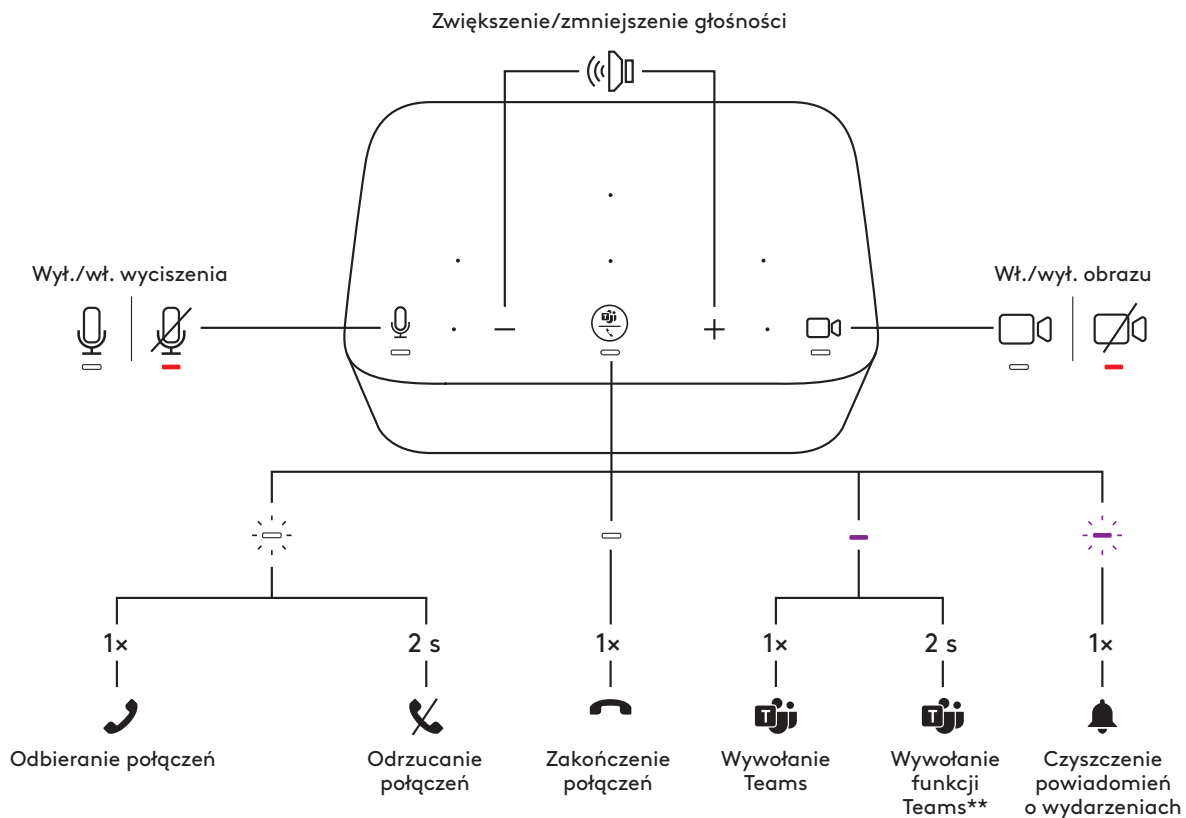 Zwiększenie/zmniejszenie głośności
Wył./wł. wyciszenia
Wł./wył. obrazu
1×
2 s
1×
1×
2 s
1×
Odbieranie połączeń
Odrzucanie
połączeń
Zakończenie
połączeń
Wywołanie
Teams
Wywołanie
funkcji
Teams**
Czyszczenie
powiadomień
o wydarzeniach